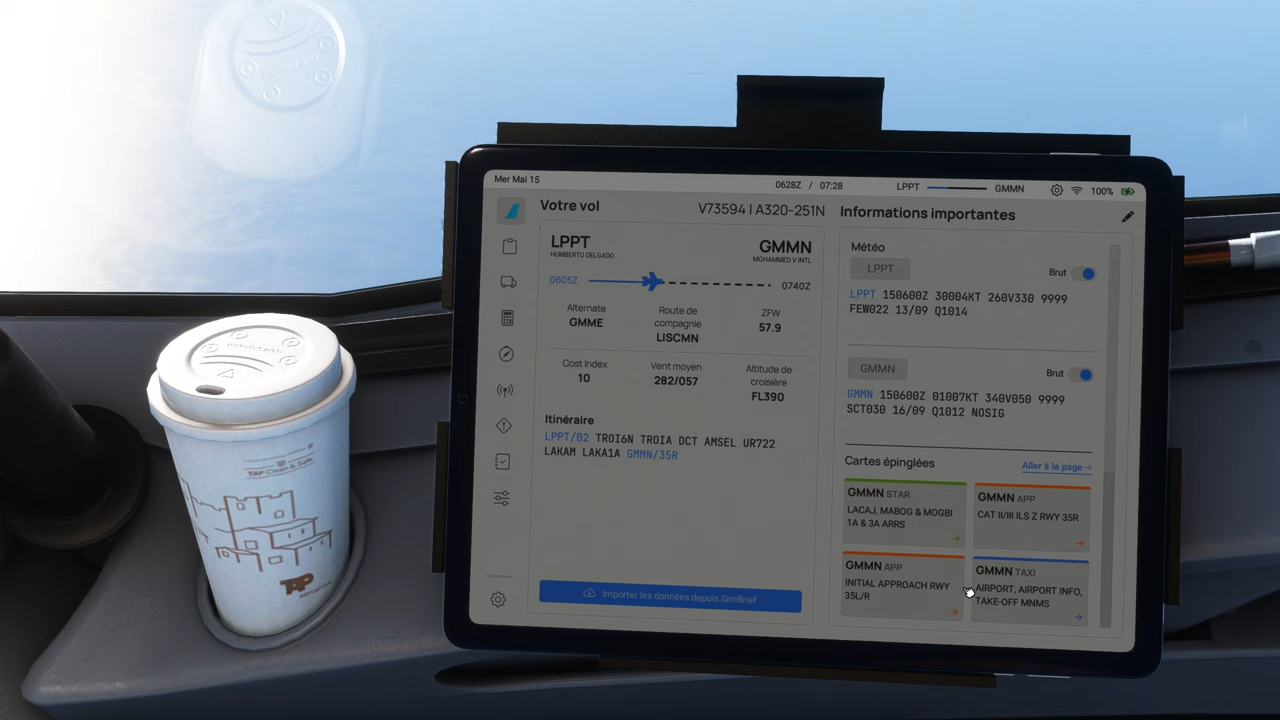 Mer Mai 15
0628Z / 07:28
LPPT GMMN
100%
Votre vol
V73594 | A320-251N
LPPT
HUMBERTO DELGADO
GMMN
MOHAMMED V INTL
0605Z
0740Z
Alternate
GMME
Route de
compagnie
LISCMN
ZFW
57.9
Cost Index
10
Vent moyen
282/057
Altitude de
croisière
FL390
Itinéraire
LPPT/02 TROI6N TROIA DCT AMSEL UR722
LAKAM LAKA1A GMMN/35R
Importer les données depuis SimBrief
Informations importantes
Météo
LPPT
Brut
LPPT 150600Z 30004KT 260V330 9999
FEW022 13/09 Q1014
GMMN
Brut
GMMN 150600Z 01007KT 340V050 9999
SCT030 16/09 Q1012 NOSIG
Cartes épinglées
Aller à la page→
GMMN STAR
LACAJ, MABOG & MOGBI
1A & 3A ARRS
GMMN APP
CAT II/III ILS Z RWY 35R
GMMN APP
INITIAL APPROACH RWY
35L/R
GMMN TAXI
AIRPORT, AIRPORT INFO,
TAKE-OFF MNMS
TAP Clean & Safe
TAP